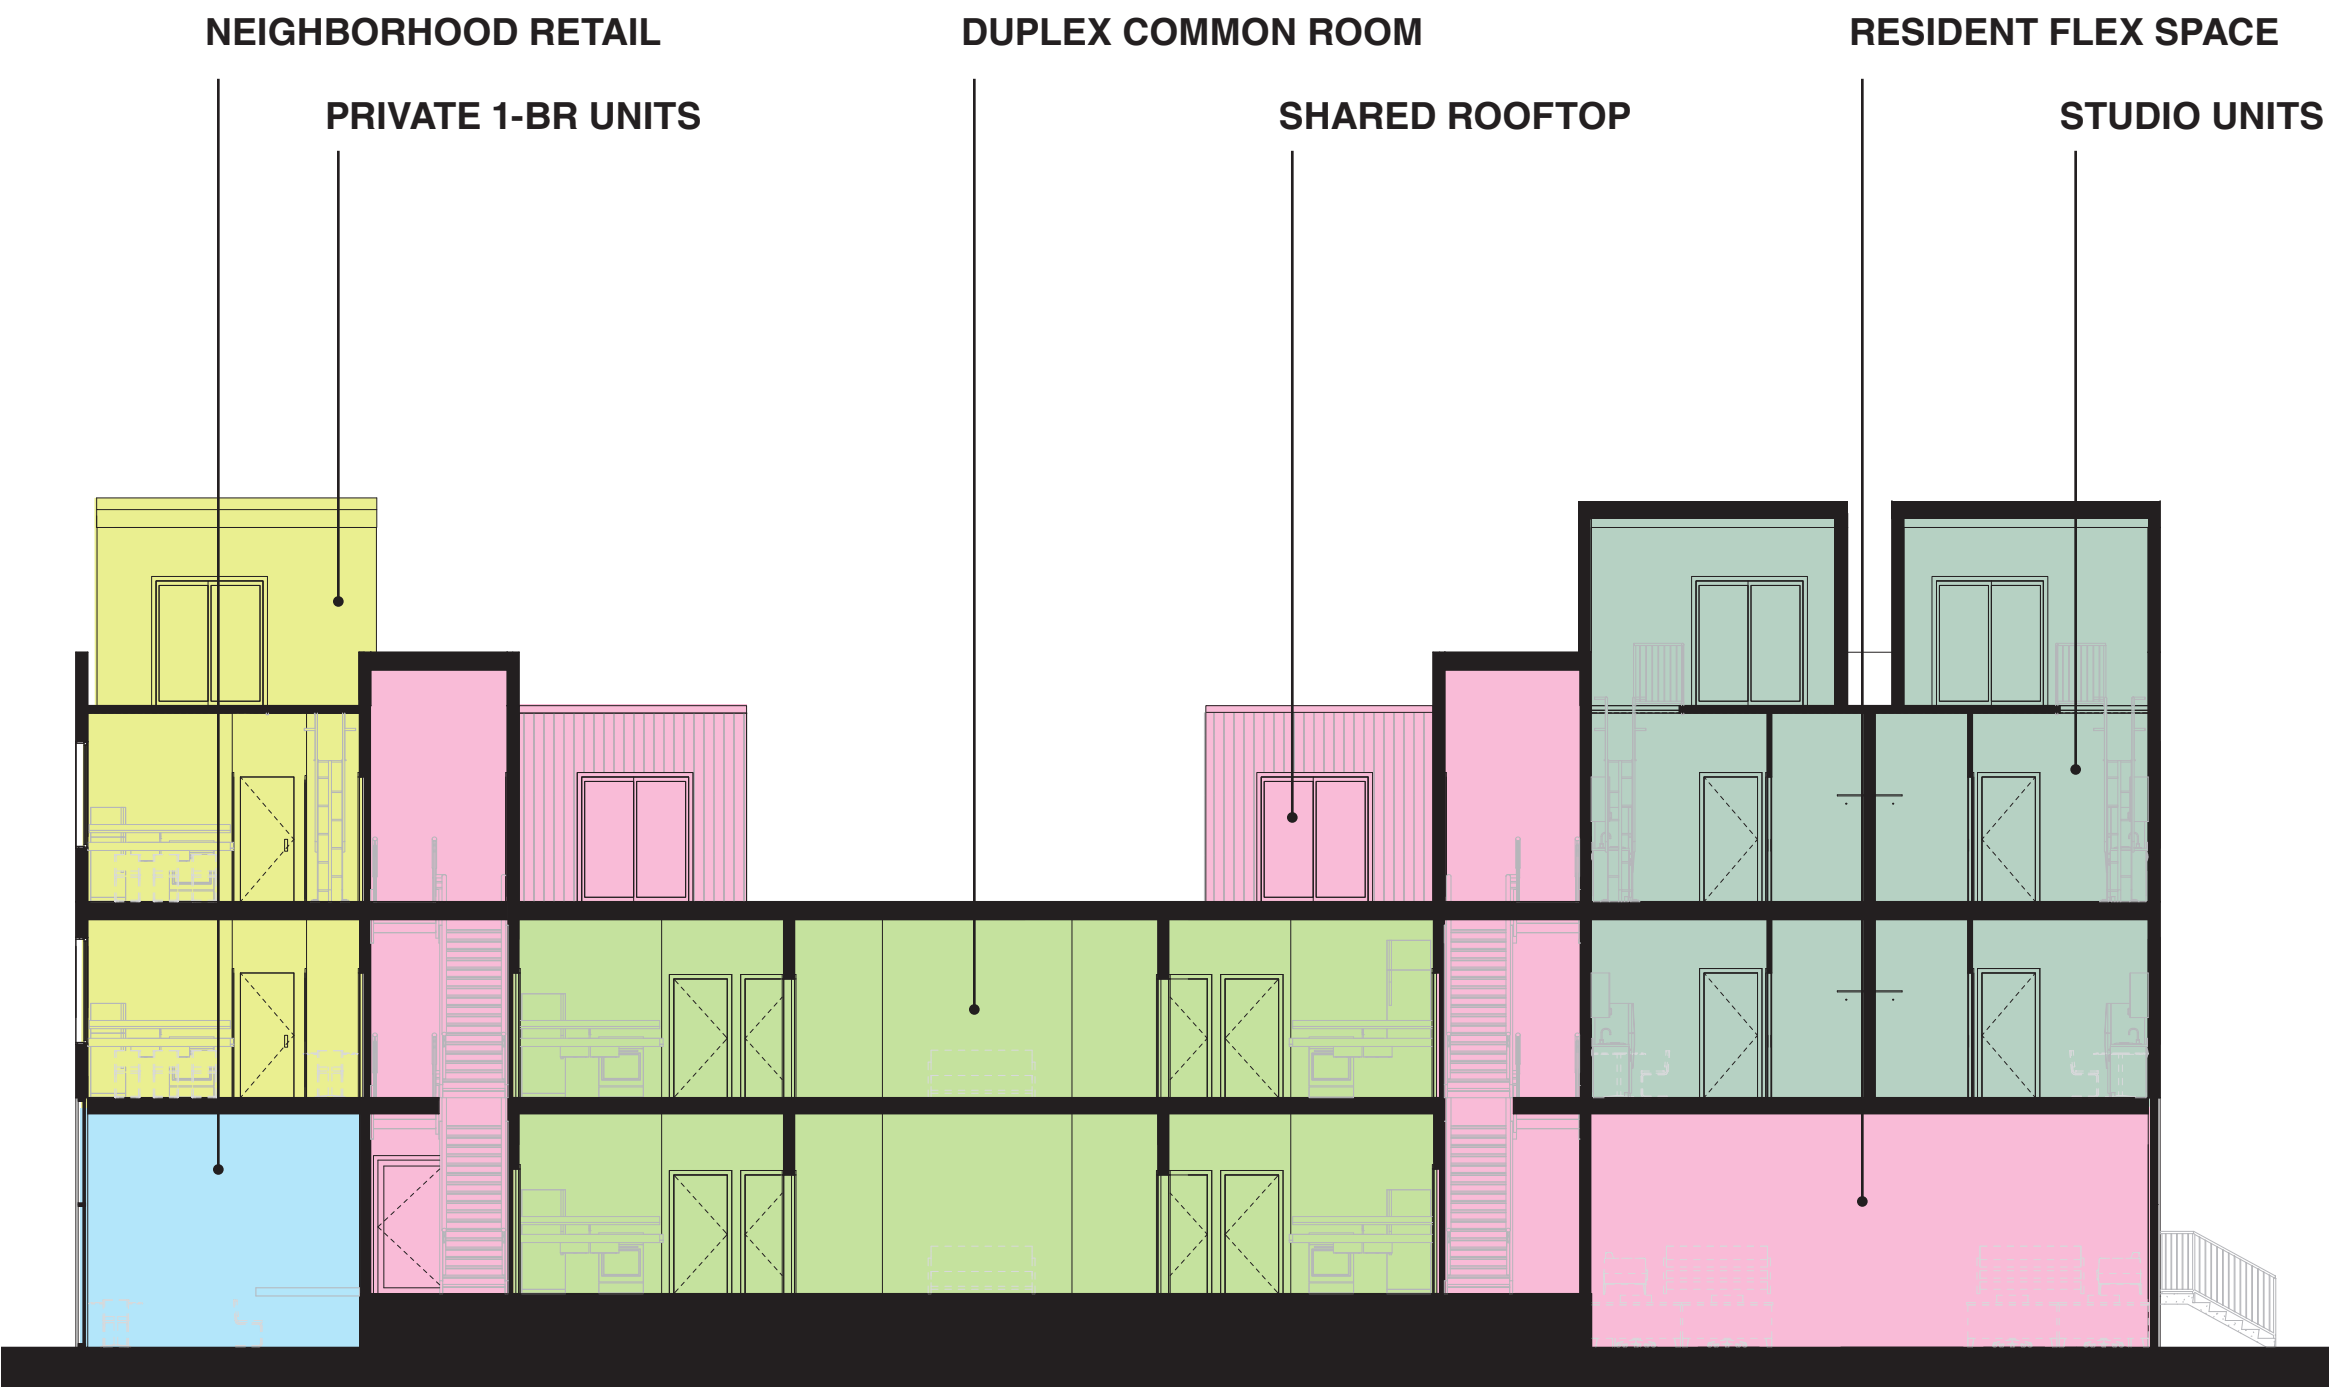 NEIGHBORHOOD RETAIL
DUPLEX COMMON ROOM
RESIDENT FLEX SPACE
PRIVATE 1-BR UNITS
SHARED ROOFTOP
STUDIO UNITS